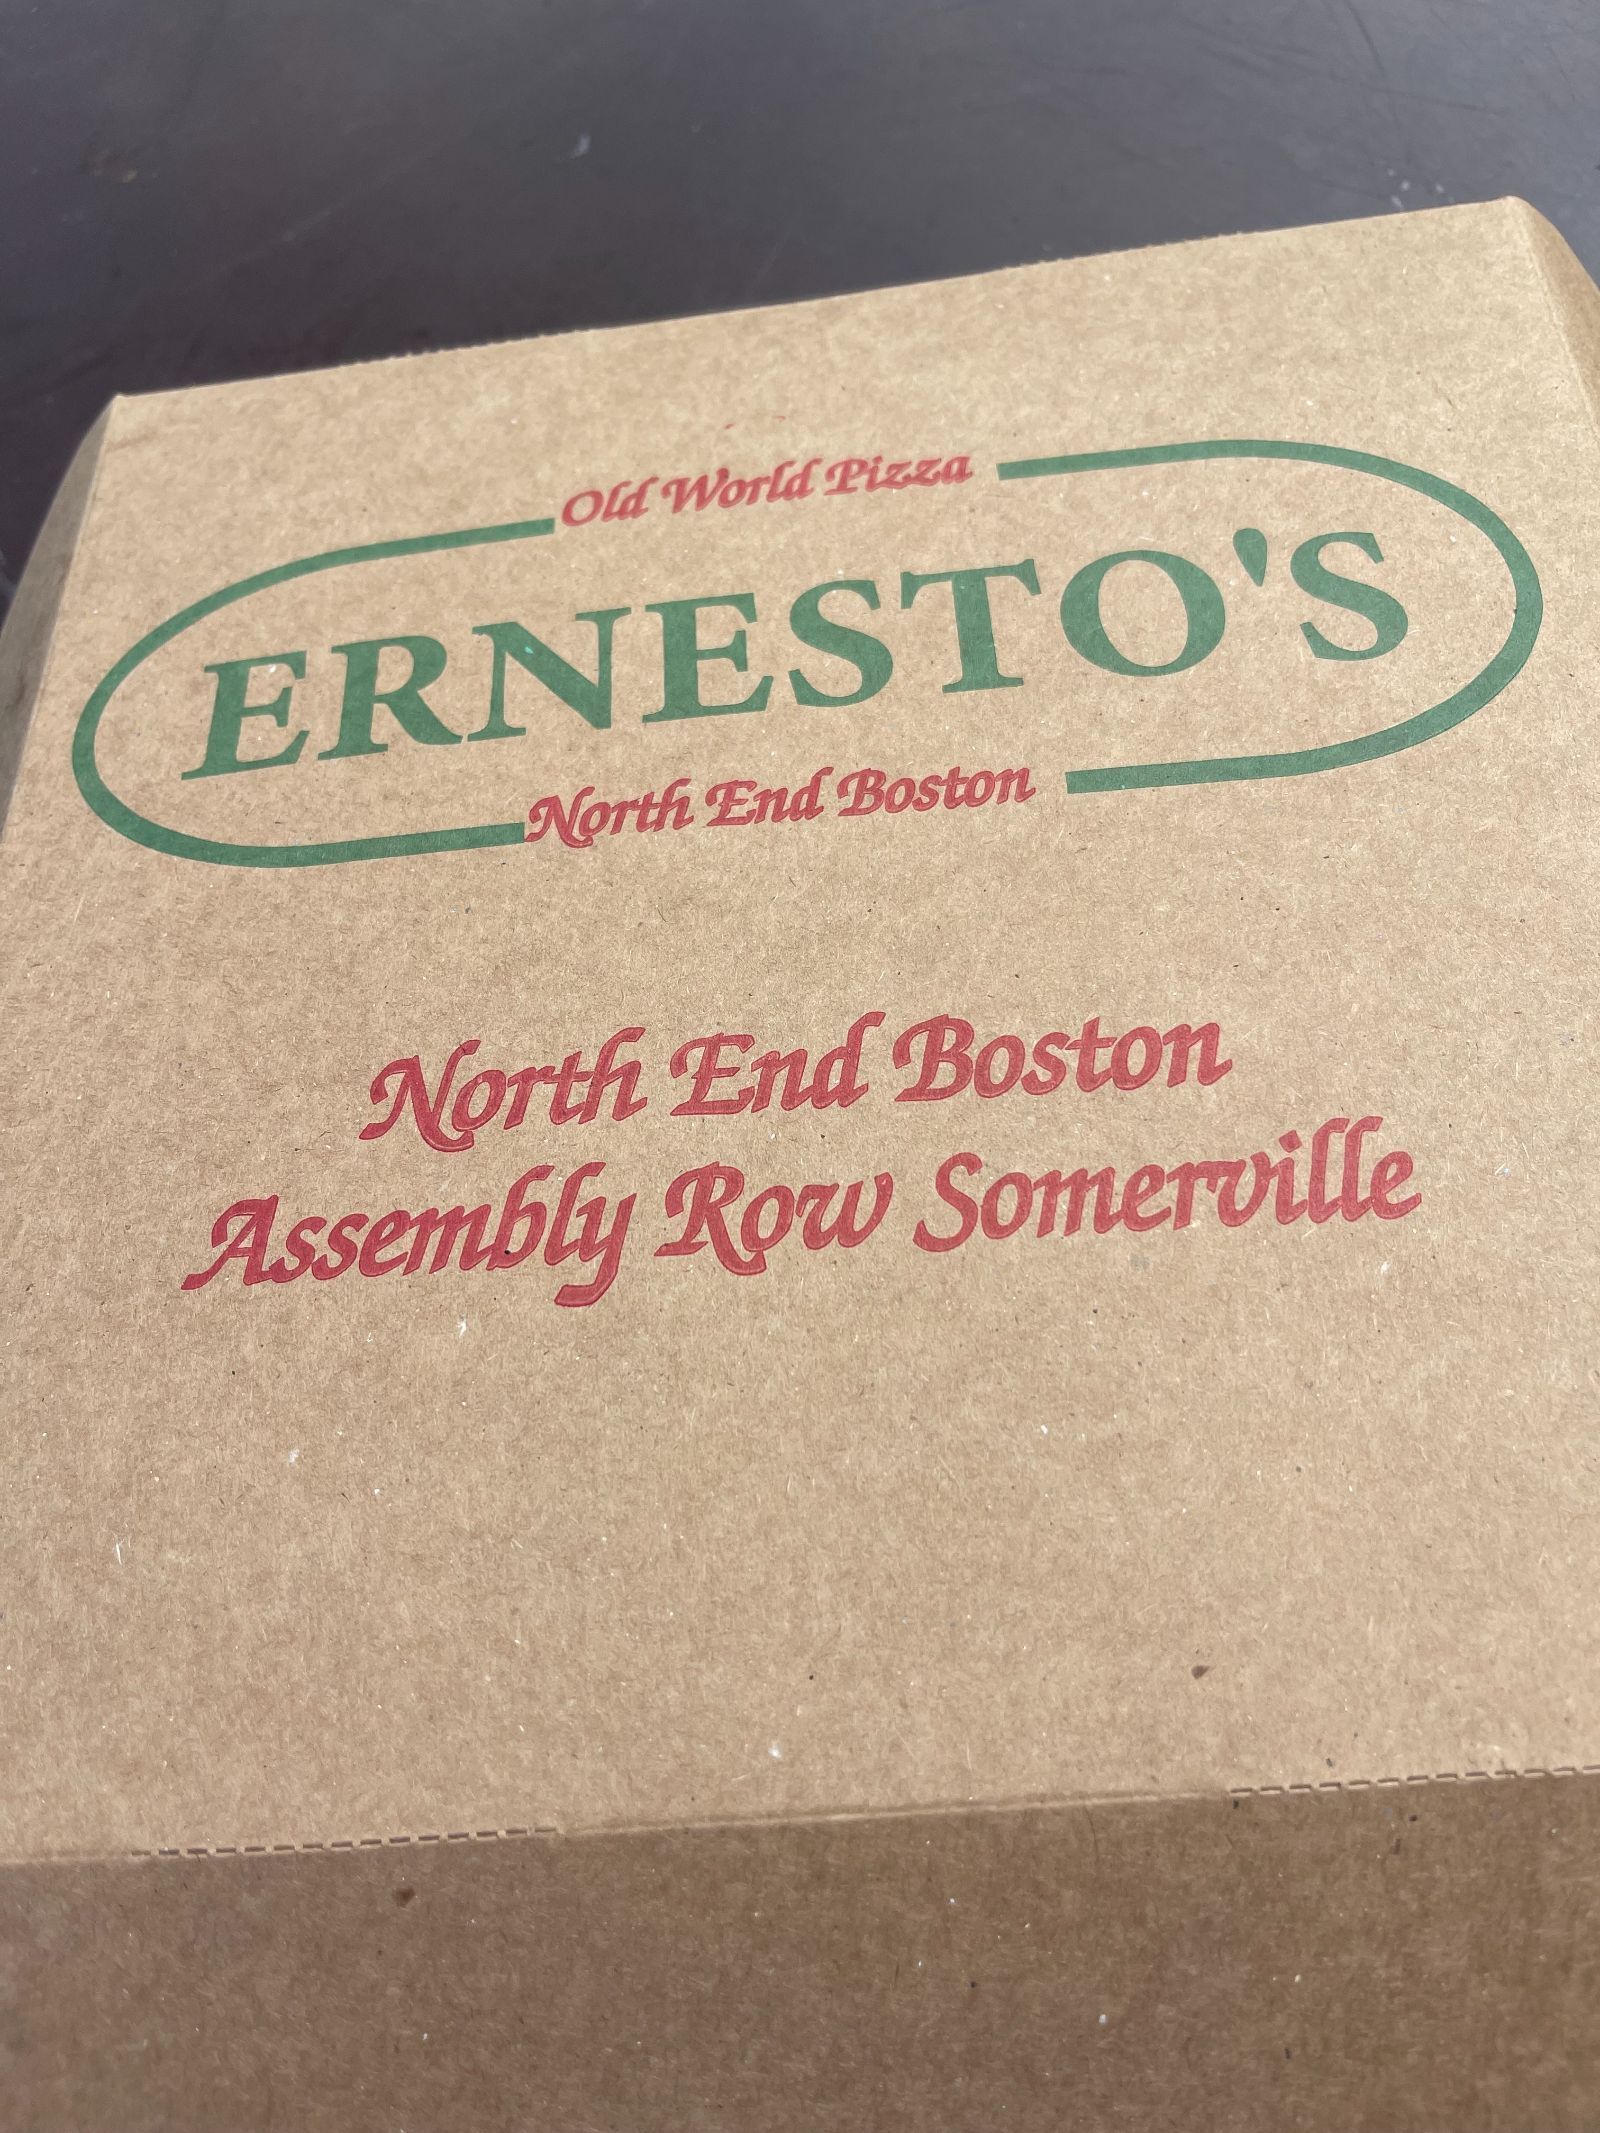 Old World Pizza
ERNESTO'S
North End Boston
North End Boston
Assembly Row Somerville